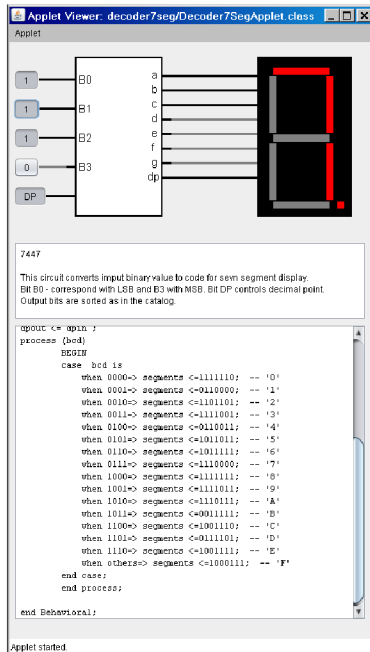 Applet Viewer: decoder7seg/Decoder7SegApplet.class
Applet
1 B0 a
b
1 B1 c
d
1 B2 e
f
0 B3 g
dp
DP
7447
This circuit converts imput binary value to code for sevn segment display.
Bit B0 - correspond with LSB and B3 with MSB. Bit DP controls decimal point.
Output bits are sorted as in the catalog.
dpout <= dpin ;
process (bcd)
BEGIN
case bcd is
when 0000=> segments <=1111110; -- '0'
when 0001=> segments <=0110000; -- '1'
when 0010=> segments <=1101101; -- '2'
when 0011=> segments <=1111001; -- '3'
when 0100=> segments <=0110011; -- '4'
when 0101=> segments <=1011011; -- '5'
when 0110=> segments <=1011111; -- '6'
when 0111=> segments <=1110000; -- '7'
when 1000=> segments <=1111111; -- '8'
when 1001=> segments <=1111011; -- '9'
when 1010=> segments <=1110111; -- 'A'
when 1011=> segments <=0011111; -- 'B'
when 1100=> segments <=1001110; -- 'C'
when 1101=> segments <=0111101; -- 'D'
when 1110=> segments <=1001111; -- 'E'
when others=> segments <=1000111; -- 'F'
end case;
end process;
end Behavioral;
Applet started.